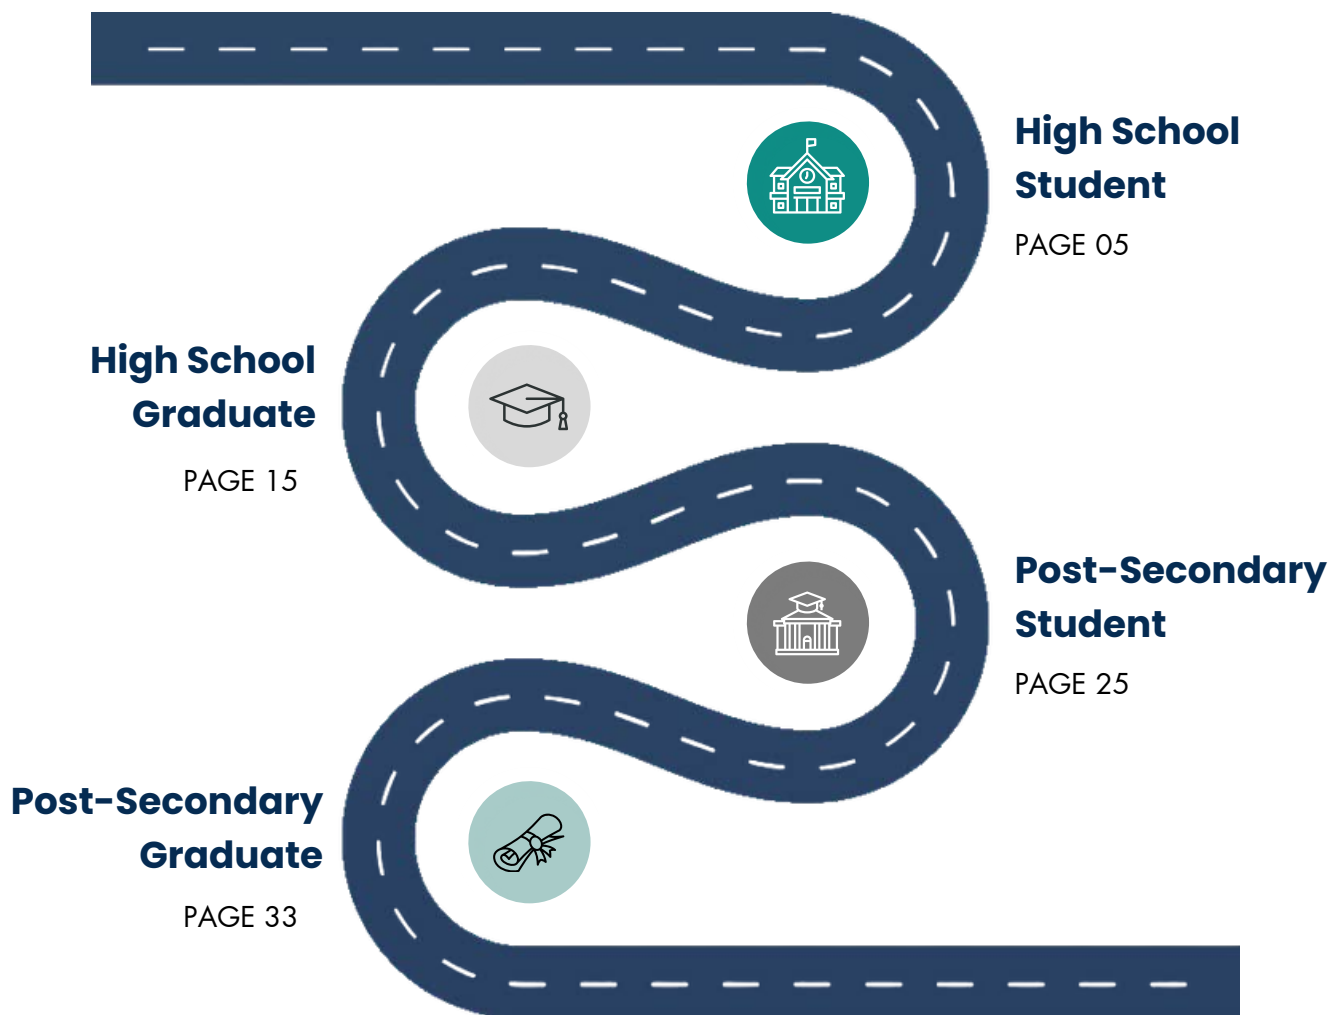 High School
Student
PAGE 05
High School
Graduate
PAGE 15
Post-Secondary
Student
PAGE 25
Post-Secondary
Graduate
PAGE 33